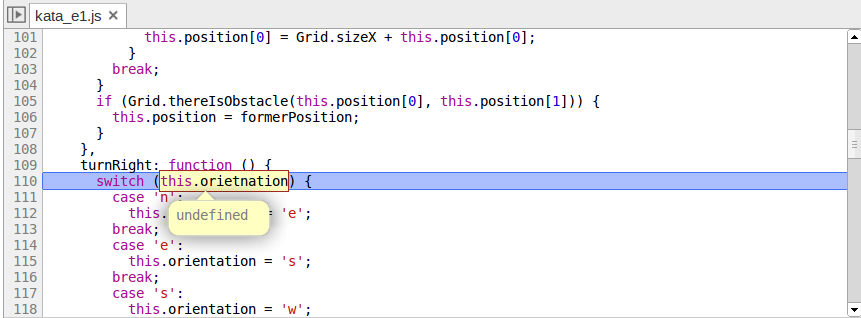 kata_e1.js ×
101 this.position[0] = Grid.sizeX + this.position[0];
102 }
103 break;
104 }
105 if (Grid.thereIsObstacle(this.position[0], this.position[1])) {
106 this.position = formerPosition;
107 }
108 },
109 turnRight: function () {
110 switch (this.orietnation) {
111 case 'n':
112 this. = 'e';
undefined
113 break;
114 case 'e':
115 this.orientation = 's';
116 break;
117 case 's':
118 this.orientation = 'w';